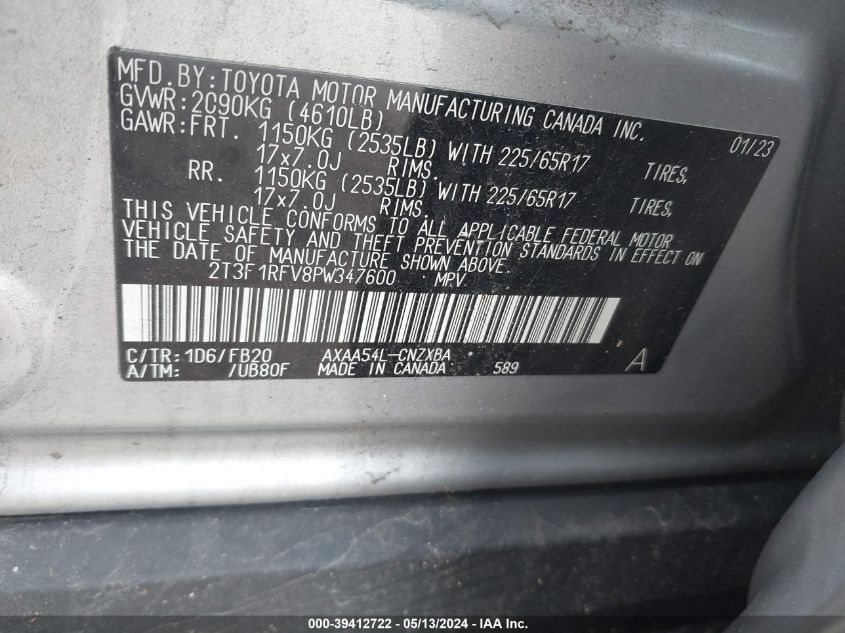 MFD. BY: TOYOTA MOTOR MANUFACTURING CANADA INC.
GVWR: 2090KG (4610LB) 01/23
GAWR: FRT. 1150KG (2535LB) WITH 225/65R17 TIRES,
17x7.0J RIMS.
RR. 1150KG (2535LB) WITH 225/65R17 TIRES,
17x7.0J RIMS.
THIS VEHICLE CONFORMS TO ALL APPLICABLE FEDERAL MOTOR
VEHICLE SAFETY AND THEFT PREVENTION STANDARDS IN EFFECT ON
THE DATE OF MANUFACTURE SHOWN ABOVE.
2T3F1RFV8PW347600 MPV
C/TR: 1D6/FB20 AXAA54L-CNZXBA
A/TM: /UB80F MADE IN CANADA 589 A
000-39412722 - 05/13/2024 - IAA Inc.